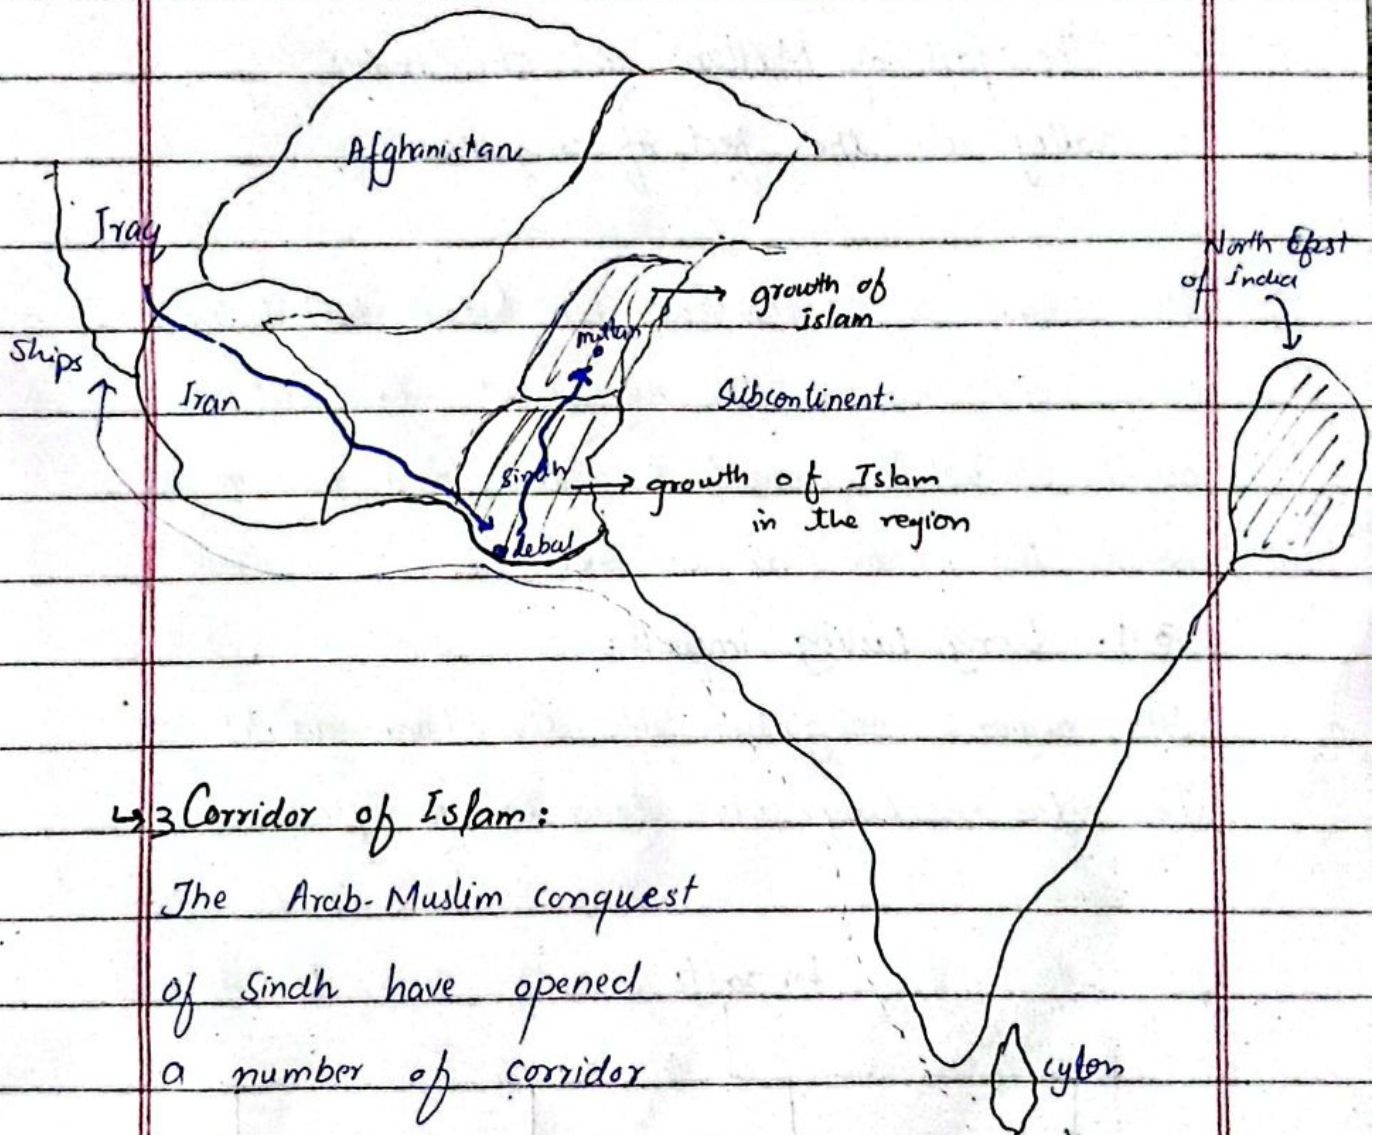 Afghanistan
Iraq
North East
of India
growth of
islam
multan
Ships
Iran
Subcontinent.
Sindh
growth of Islam
in the region
debal
↳3 Corridor of Islam:
The Arab-Muslim conquest
of Sindh have opened
a number of corridor
cylon